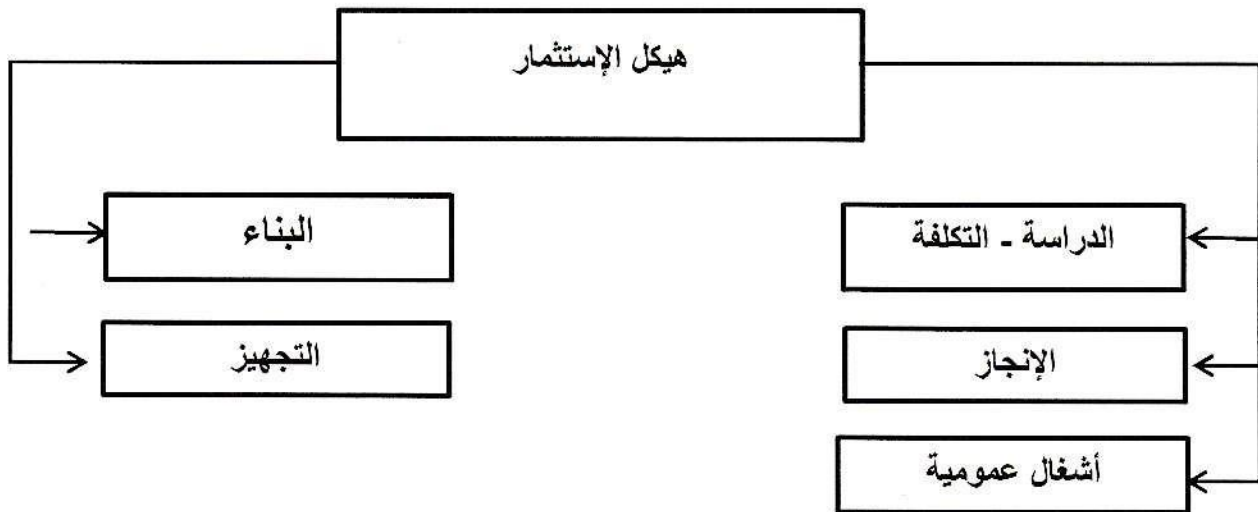 هيكل الإستثمار
الدراسة - التكلفة
البناء
الإنجاز
التجهيز
أشغال عمومية